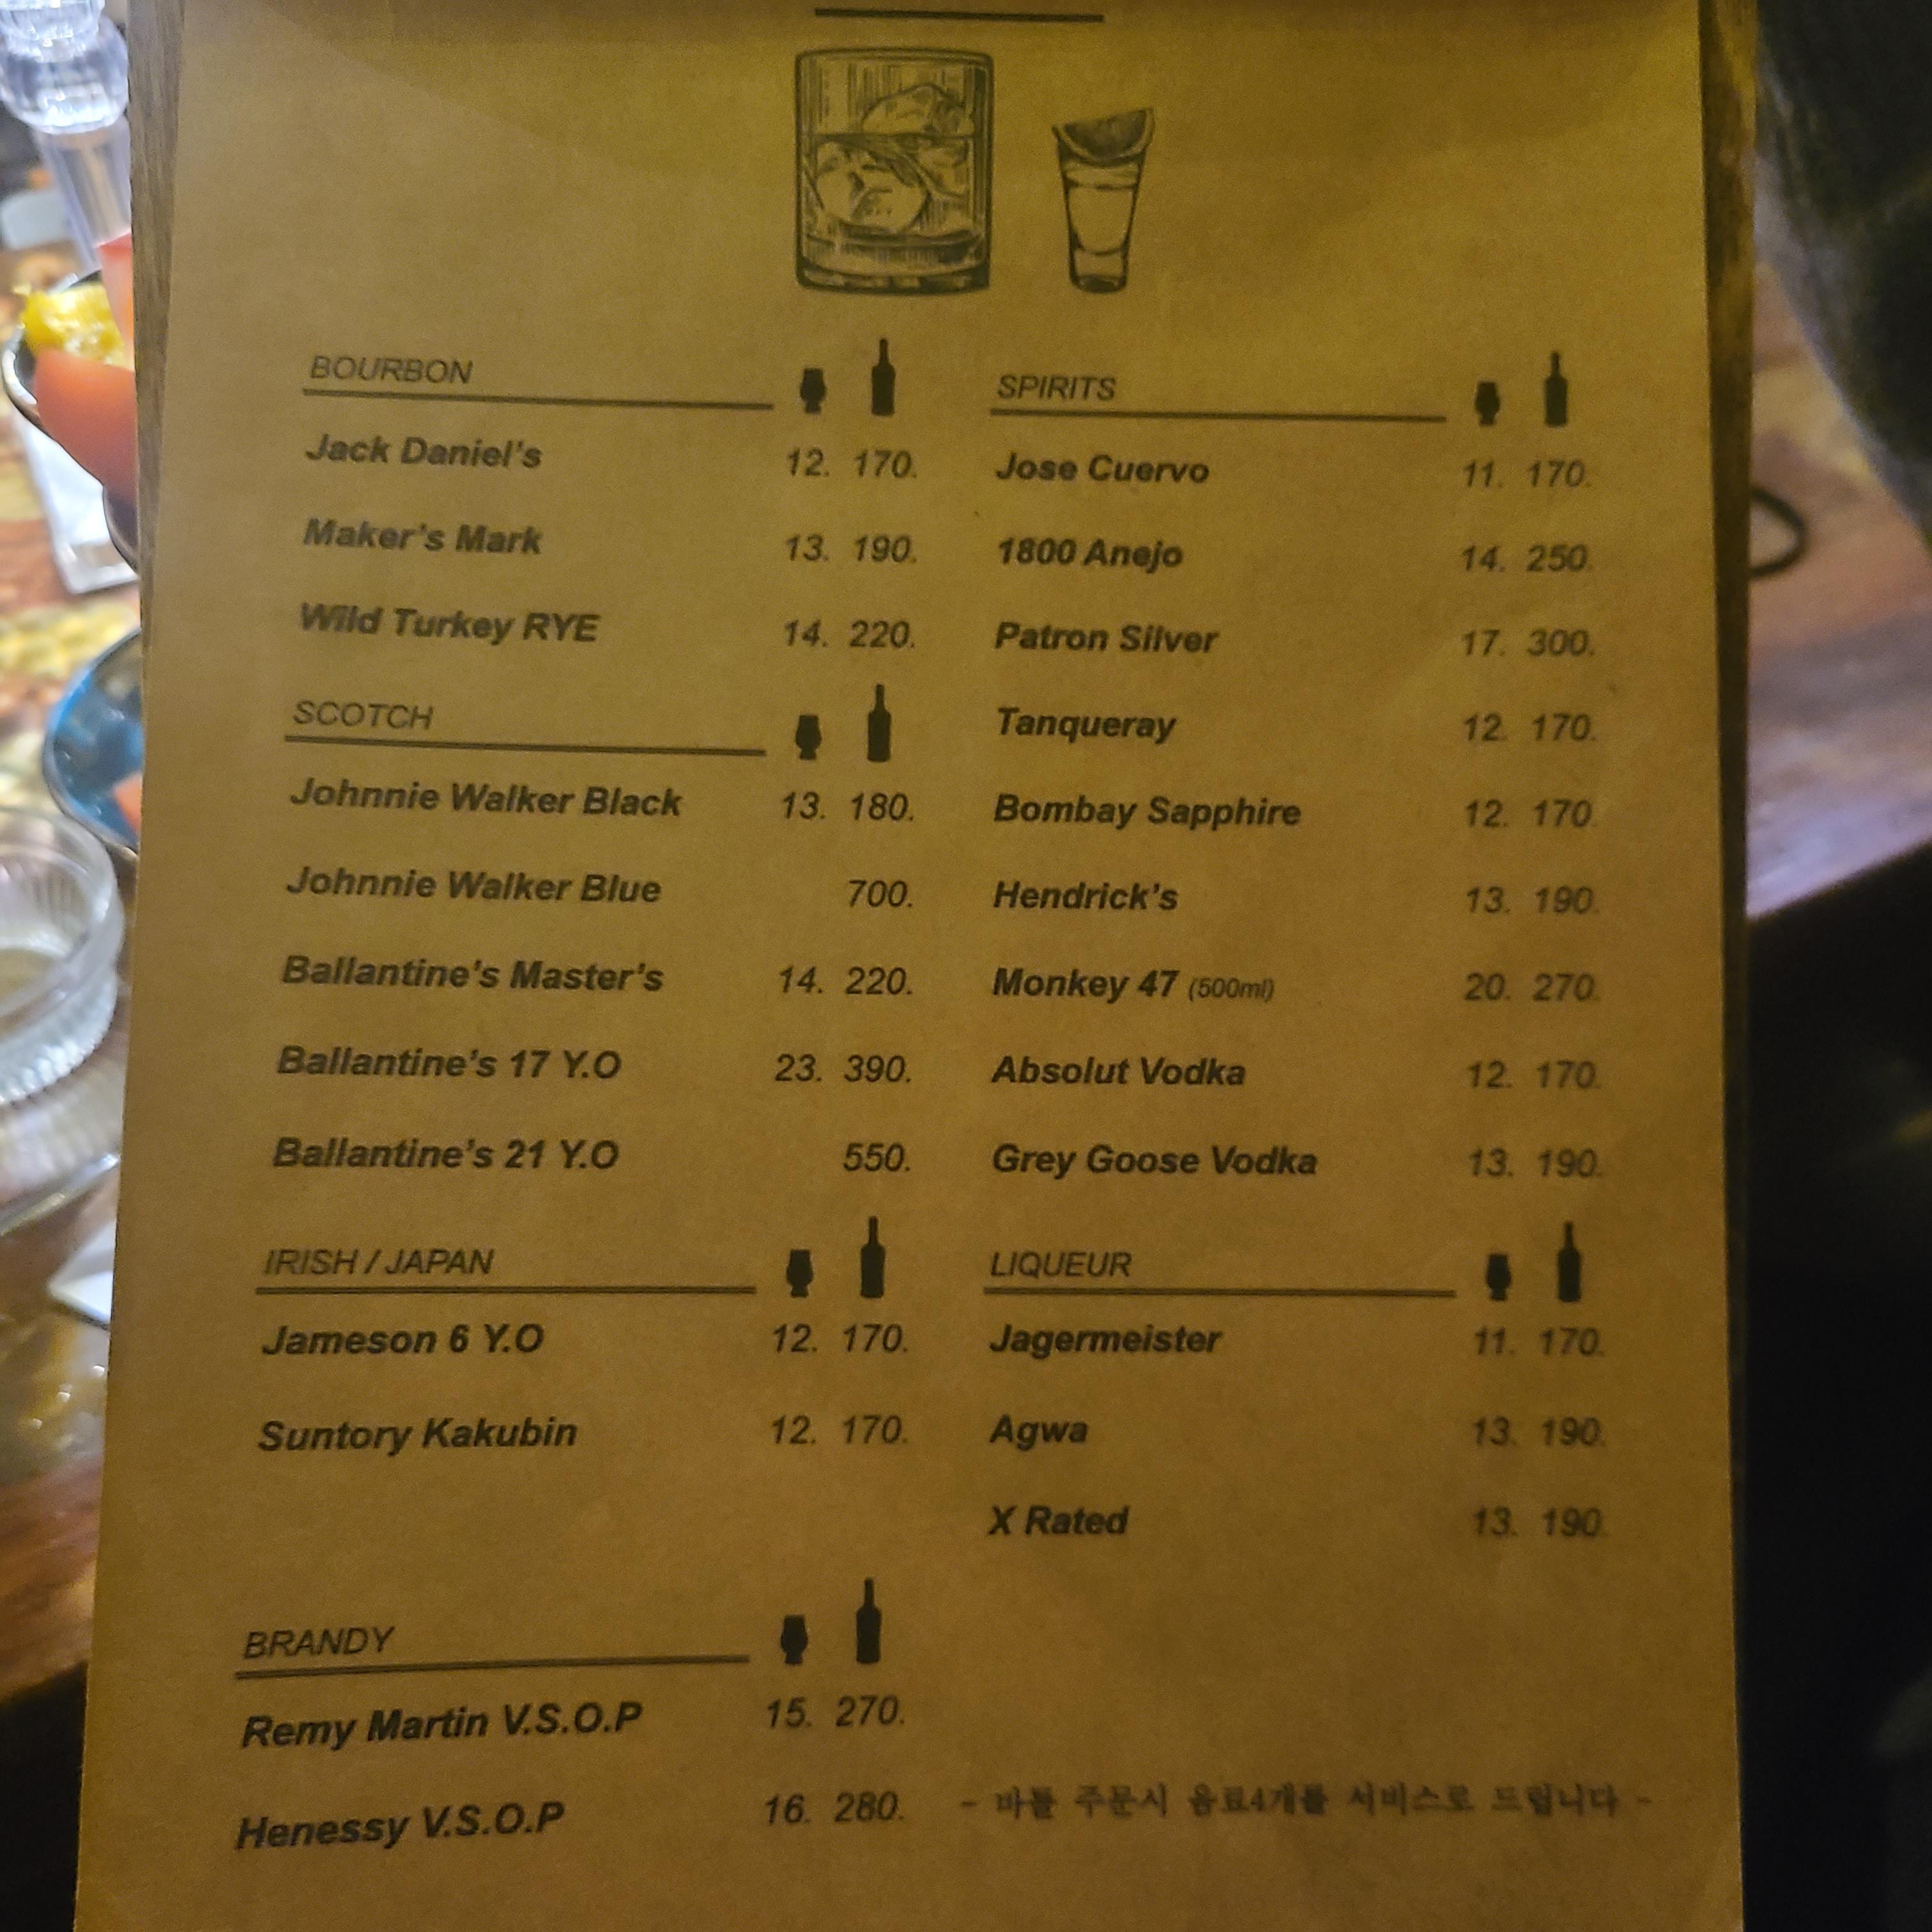 BOURBON
Jack Daniel's 12. 170.
Maker's Mark 13. 190.
Wild Turkey RYE 14. 220.
SCOTCH
Johnnie Walker Black 13. 180.
Johnnie Walker Blue 700.
Ballantine's Master's 14. 220.
Ballantine's 17 Y.O 23. 390.
Ballantine's 21 Y.O 550.
IRISH / JAPAN
Jameson 6 Y.O 12. 170.
Suntory Kakubin 12. 170.
BRANDY
Remy Martin V.S.O.P 15. 270.
Henessy V.S.O.P 16. 280.
SPIRITS
Jose Cuervo 11. 170.
1800 Anejo 14. 250.
Patron Silver 17. 300.
Tanqueray 12. 170.
Bombay Sapphire 12. 170.
Hendrick's 13. 190.
Monkey 47 (500ml) 20. 270.
Absolut Vodka 12. 170.
Grey Goose Vodka 13. 190.
LIQUEUR
Jagermeister 11. 170.
Agwa 13. 190.
X Rated 13. 190.
- 바틀 주문시 음료4개를 서비스로 드립니다 -